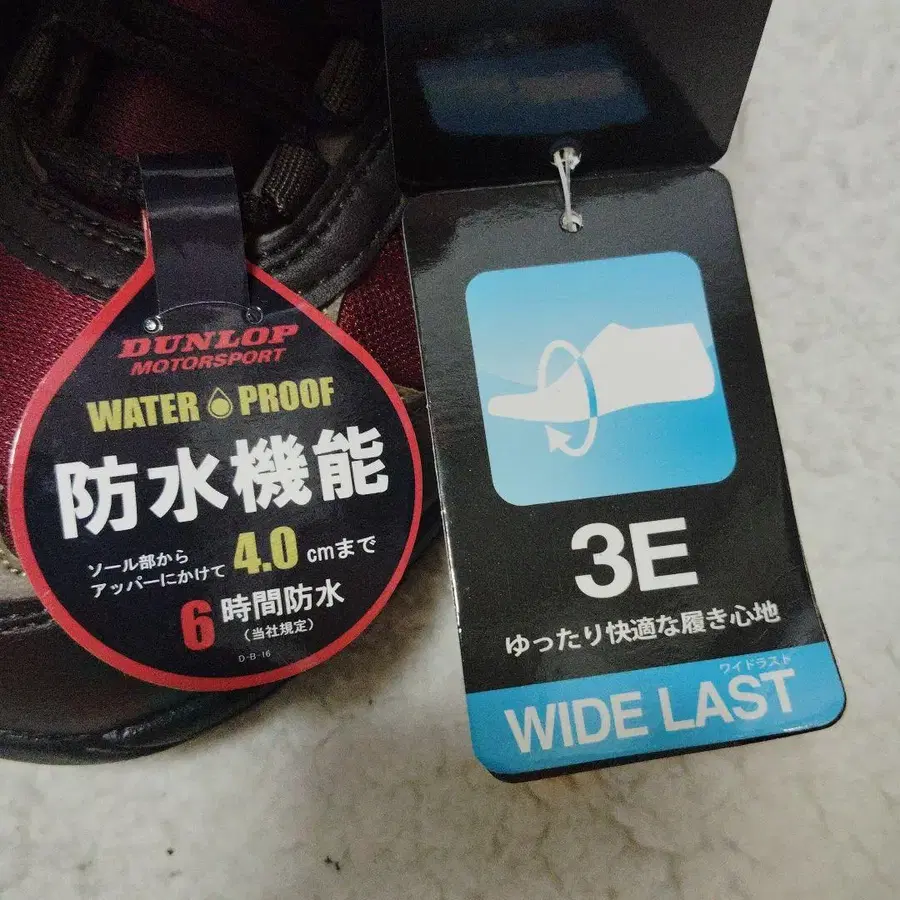 DUNLOP
MOTORSPORT
WATER PROOF
防水機能
ソール部から
アッパーにかけて 4.0 cmまで
6時間防水
(当社規定)
D-B-16
3E
ゆったり快適な履き心地
ワイドラスト
WIDE LAST